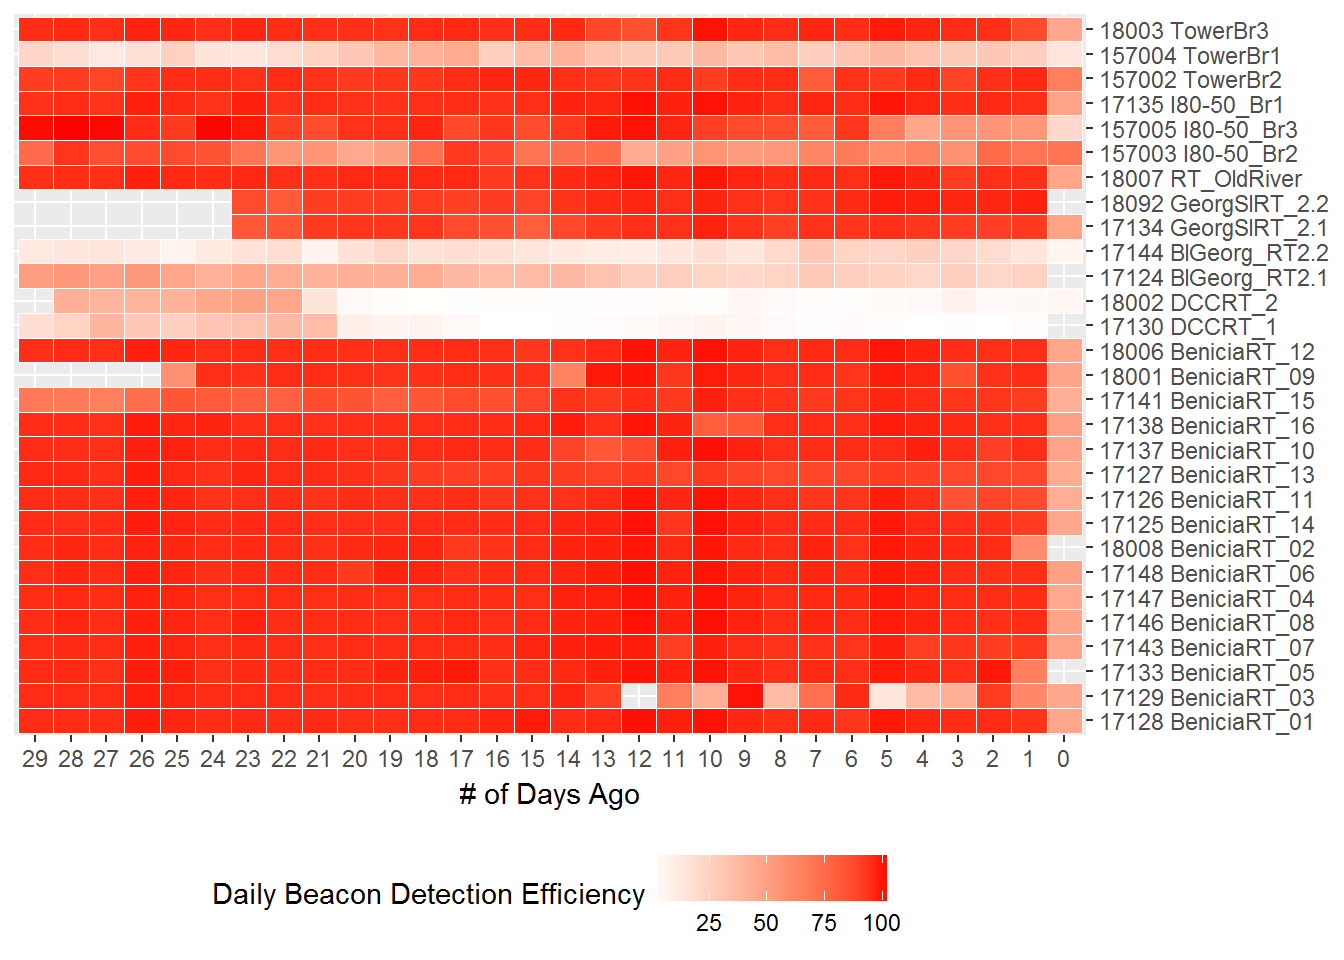 18003 TowerBr3
157004 TowerBr1
157002 TowerBr2
17135 I80-50_Br1
157005 I80-50_Br3
157003 I80-50_Br2
18007 RT_OldRiver
18092 GeorgSlRT_2.2
17134 GeorgSlRT_2.1
17144 BlGeorg_RT2.2
17124 BlGeorg_RT2.1
18002 DCCRT_2
17130 DCCRT_1
18006 BeniciaRT_12
18001 BeniciaRT_09
17141 BeniciaRT_15
17138 BeniciaRT_16
17137 BeniciaRT_10
17127 BeniciaRT_13
17126 BeniciaRT_11
17125 BeniciaRT_14
18008 BeniciaRT_02
17148 BeniciaRT_06
17147 BeniciaRT_04
17146 BeniciaRT_08
17143 BeniciaRT_07
17133 BeniciaRT_05
17129 BeniciaRT_03
17128 BeniciaRT_01
29 28 27 26 25 24 23 22 21 20 19 18 17 16 15 14 13 12 11 10 9 8 7 6 5 4 3 2 1 0
# of Days Ago
Daily Beacon Detection Efficiency
25 50 75 100